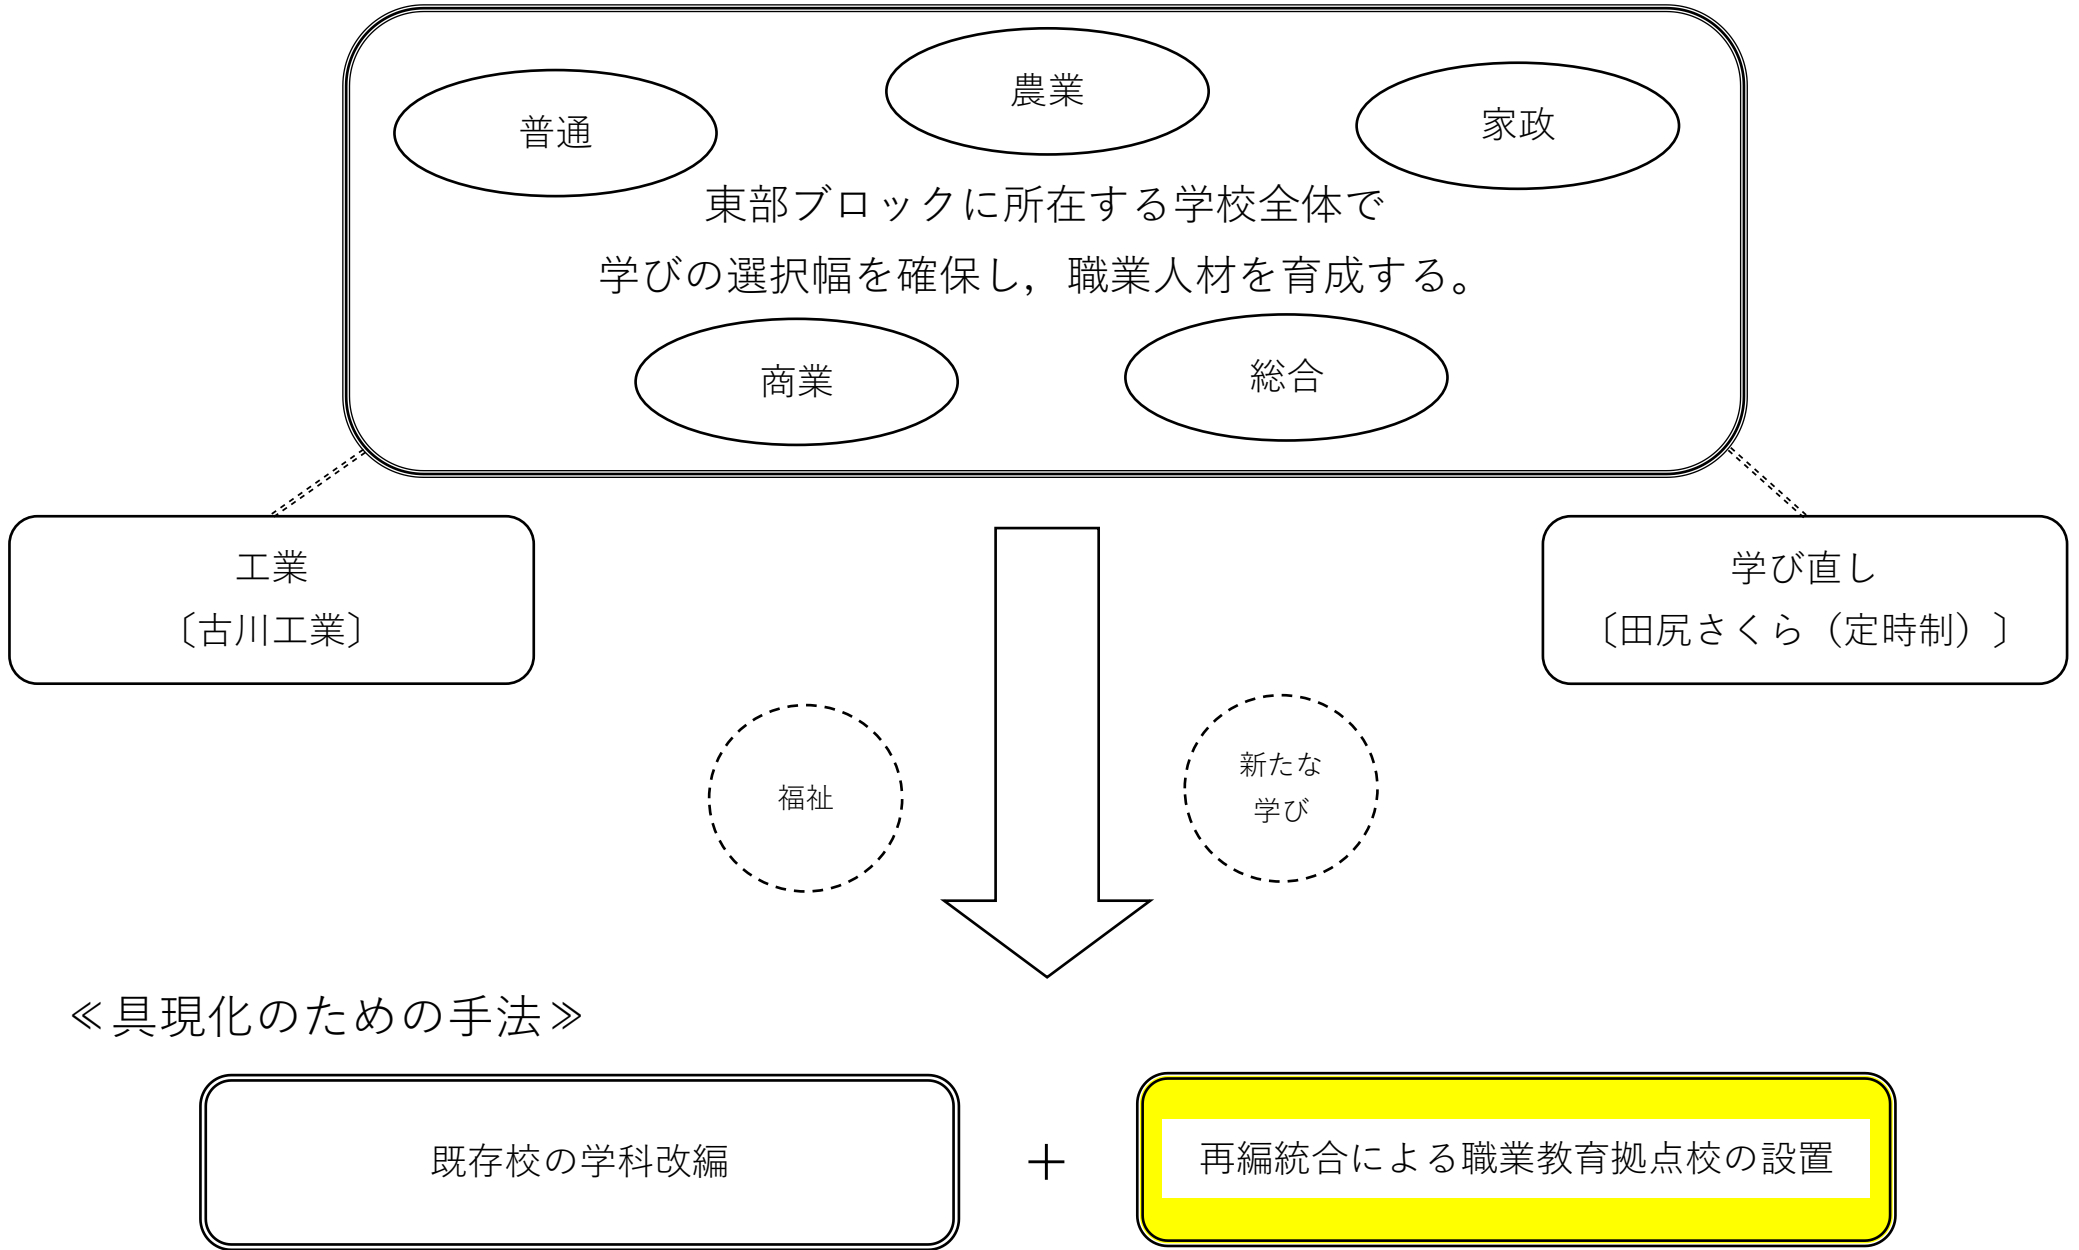 普通
農業
家政
東部ブロックに所在する学校全体で
学びの選択幅を確保し，職業人材を育成する。
商業
総合
工業
〔古川工業〕
学び直し
〔田尻さくら（定時制）〕
福祉
新たな
学び
≪具現化のための手法≫
既存校の学科改編
＋
再編統合による職業教育拠点校の設置